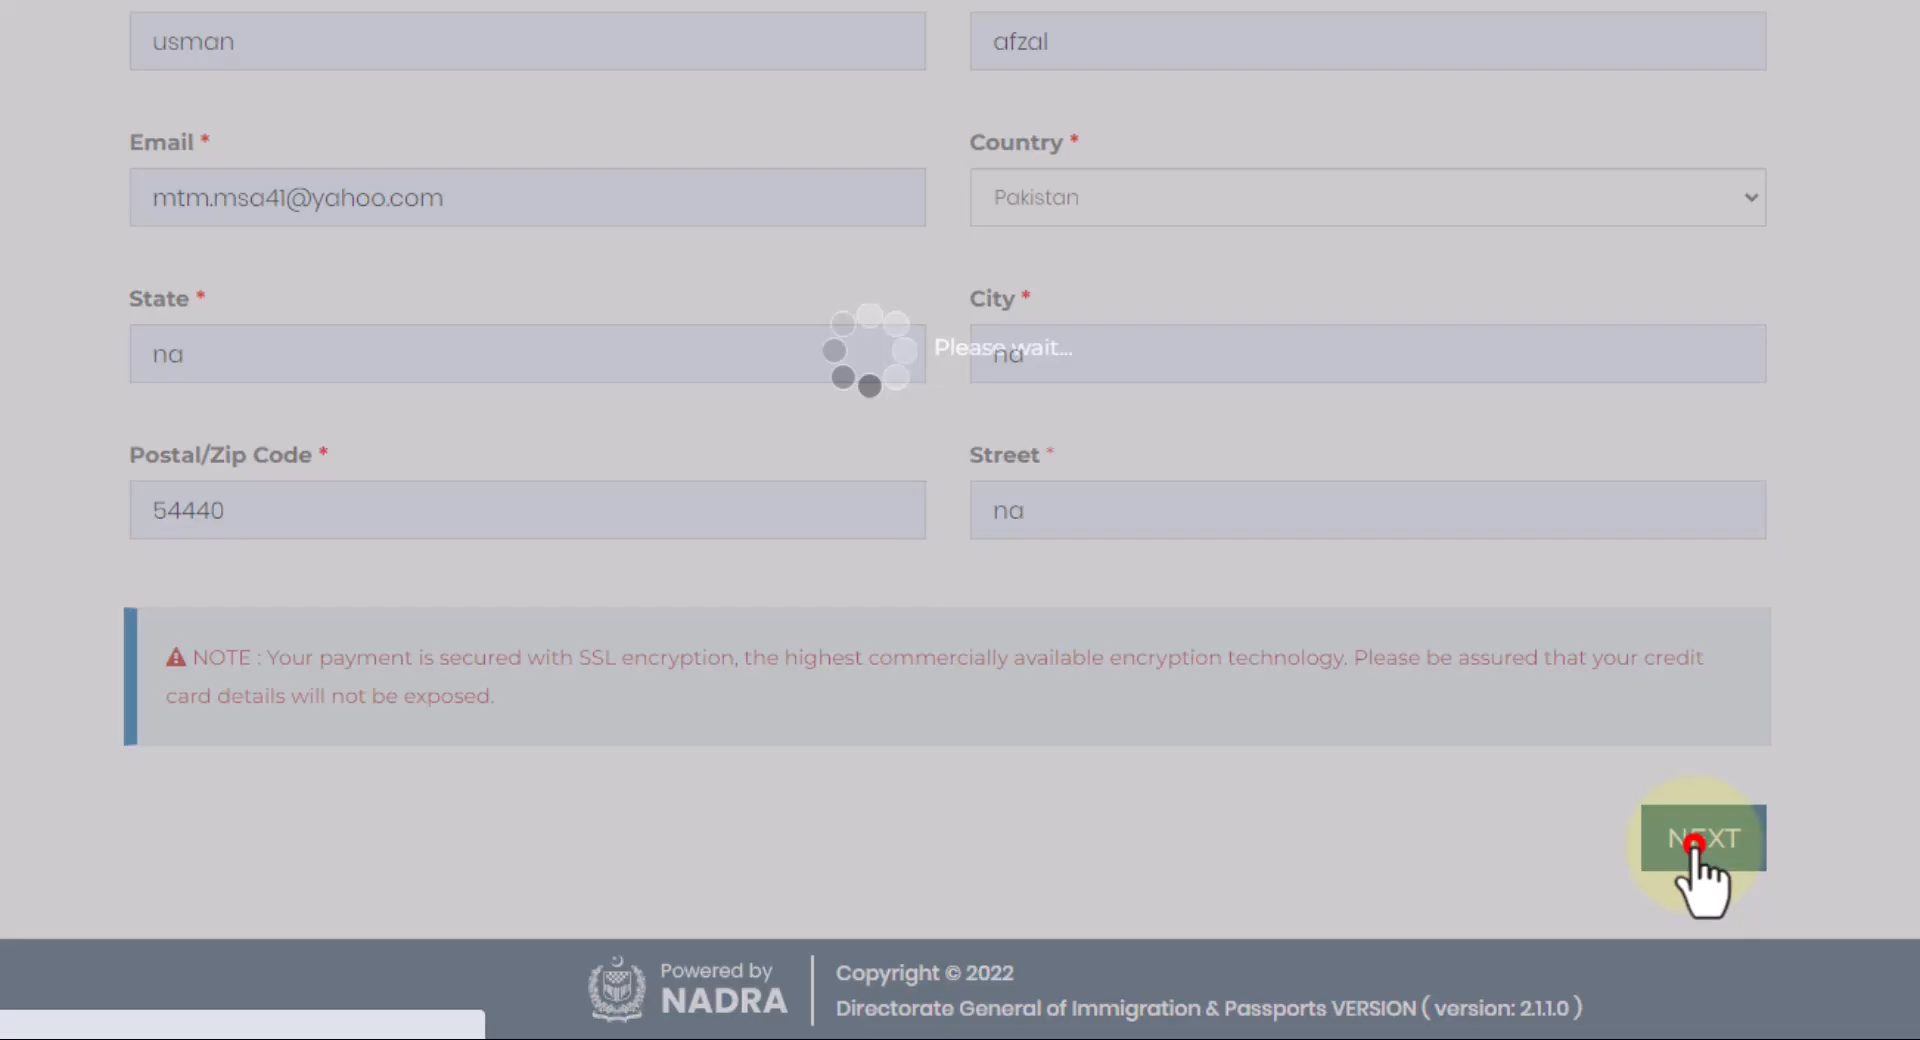 usman
afzal
Email *
Country *
mtm.msa41@yahoo.com
Pakistan
State *
City *
na
Please wait...
na
Postal/Zip Code *
Street *
54440
na
NOTE : Your payment is secured with SSL encryption, the highest commercially available encryption technology. Please be assured that your credit
card details will not be exposed.
NEXT
Powered by
NADRA
Copyright © 2022
Directorate General of Immigration & Passports VERSION ( version: 2.1.1.0 )